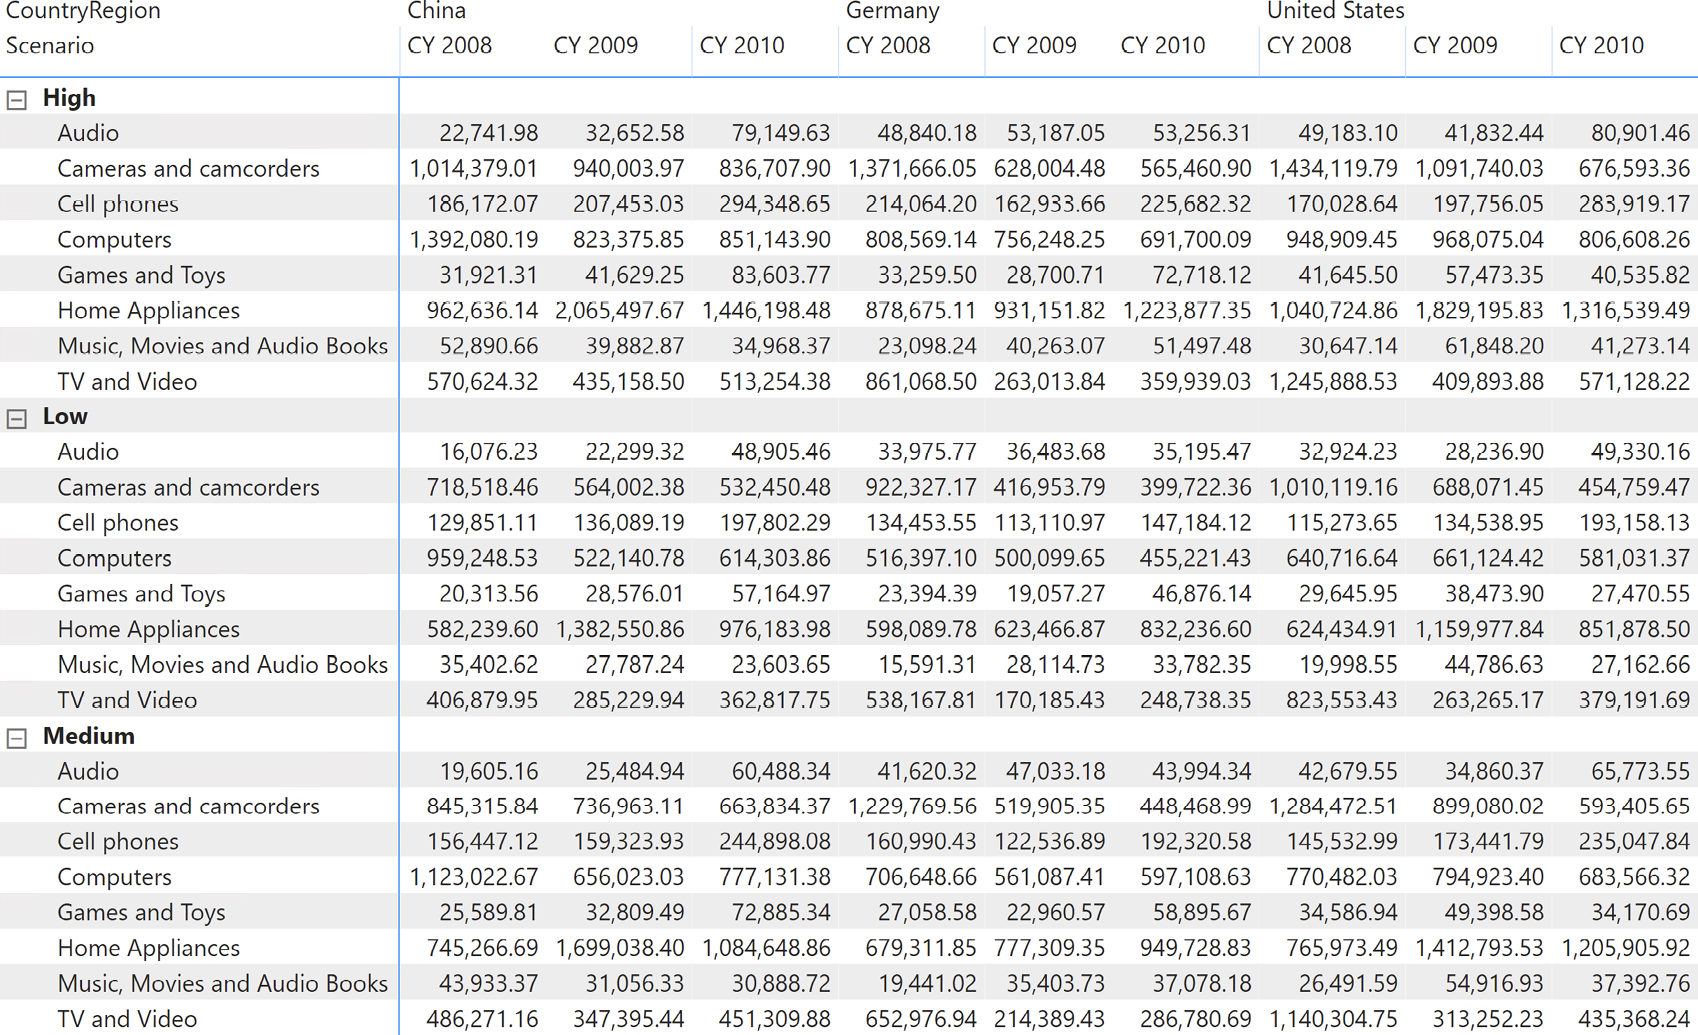 CountryRegion China Germany United States
Scenario CY 2008 CY 2009 CY 2010 CY 2008 CY 2009 CY 2010 CY 2008 CY 2009 CY 2010
High
Audio 22,741.98 32,652.58 79,149.63 48,840.18 53,187.05 53,256.31 49,183.10 41,832.44 80,901.46
Cameras and camcorders 1,014,379.01 940,003.97 836,707.90 1,371,666.05 628,004.48 565,460.90 1,434,119.79 1,091,740.03 676,593.36
Cell phones 186,172.07 207,453.03 294,348.65 214,064.20 162,933.66 225,682.32 170,028.64 197,756.05 283,919.17
Computers 1,392,080.19 823,375.85 851,143.90 808,569.14 756,248.25 691,700.09 948,909.45 968,075.04 806,608.26
Games and Toys 31,921.31 41,629.25 83,603.77 33,259.50 28,700.71 72,718.12 41,645.50 57,473.35 40,535.82
Home Appliances 962,636.14 2,065,497.67 1,446,198.48 878,675.11 931,151.82 1,223,877.35 1,040,724.86 1,829,195.83 1,316,539.49
Music, Movies and Audio Books 52,890.66 39,882.87 34,968.37 23,098.24 40,263.07 51,497.48 30,647.14 61,848.20 41,273.14
TV and Video 570,624.32 435,158.50 513,254.38 861,068.50 263,013.84 359,939.03 1,245,888.53 409,893.88 571,128.22
Low
Audio 16,076.23 22,299.32 48,905.46 33,975.77 36,483.68 35,195.47 32,924.23 28,236.90 49,330.16
Cameras and camcorders 718,518.46 564,002.38 532,450.48 922,327.17 416,953.79 399,722.36 1,010,119.16 688,071.45 454,759.47
Cell phones 129,851.11 136,089.19 197,802.29 134,453.55 113,110.97 147,184.12 115,273.65 134,538.95 193,158.13
Computers 959,248.53 522,140.78 614,303.86 516,397.10 500,099.65 455,221.43 640,716.64 661,124.42 581,031.37
Games and Toys 20,313.56 28,576.01 57,164.97 23,394.39 19,057.27 46,876.14 29,645.95 38,473.90 27,470.55
Home Appliances 582,239.60 1,382,550.86 976,183.98 598,089.78 623,466.87 832,236.60 624,434.91 1,159,977.84 851,878.50
Music, Movies and Audio Books 35,402.62 27,787.24 23,603.65 15,591.31 28,114.73 33,782.35 19,998.55 44,786.63 27,162.66
TV and Video 406,879.95 285,229.94 362,817.75 538,167.81 170,185.43 248,738.35 823,553.43 263,265.17 379,191.69
Medium
Audio 19,605.16 25,484.94 60,488.34 41,620.32 47,033.18 43,994.34 42,679.55 34,860.37 65,773.55
Cameras and camcorders 845,315.84 736,963.11 663,834.37 1,229,769.56 519,905.35 448,468.99 1,284,472.51 899,080.02 593,405.65
Cell phones 156,447.12 159,323.93 244,898.08 160,990.43 122,536.89 192,320.58 145,532.99 173,441.79 235,047.84
Computers 1,123,022.67 656,023.03 777,131.38 706,648.66 561,087.41 597,108.63 770,482.03 794,923.40 683,566.32
Games and Toys 25,589.81 32,809.49 72,885.34 27,058.58 22,960.57 58,895.67 34,586.94 49,398.58 34,170.69
Home Appliances 745,266.69 1,699,038.40 1,084,648.86 679,311.85 777,309.35 949,728.83 765,973.49 1,412,793.53 1,205,905.92
Music, Movies and Audio Books 43,933.37 31,056.33 30,888.72 19,441.02 35,403.73 37,078.18 26,491.59 54,916.93 37,392.76
TV and Video 486,271.16 347,395.44 451,309.88 652,976.94 214,389.43 286,780.69 1,140,304.75 313,252.23 435,368.24